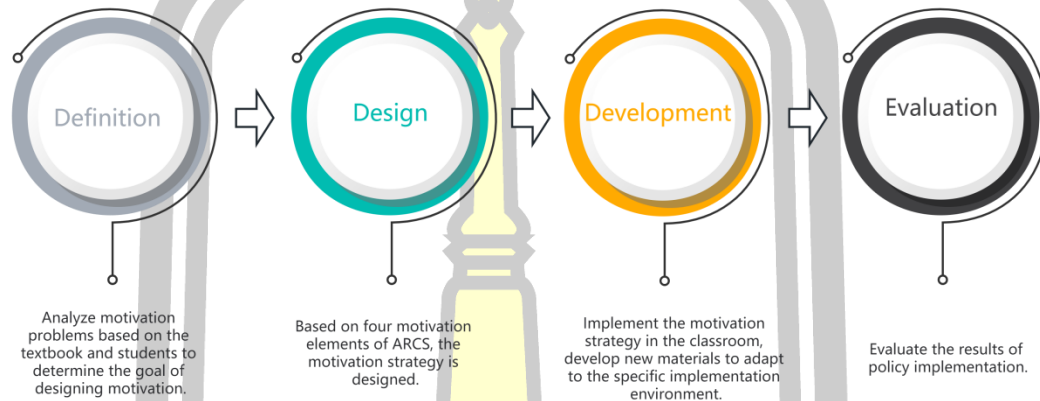 Definition
Design
Development
Evaluation
Analyze motivation
problems based on the
textbook and students to
determine the goal of
designing motivation.
Based on four motivation
elements of ARCS, the
motivation strategy is
designed.
Implement the motivation
strategy in the classroom,
develop new materials to adapt
to the specific implementation
environment.
Evaluate the results of
policy implementation.